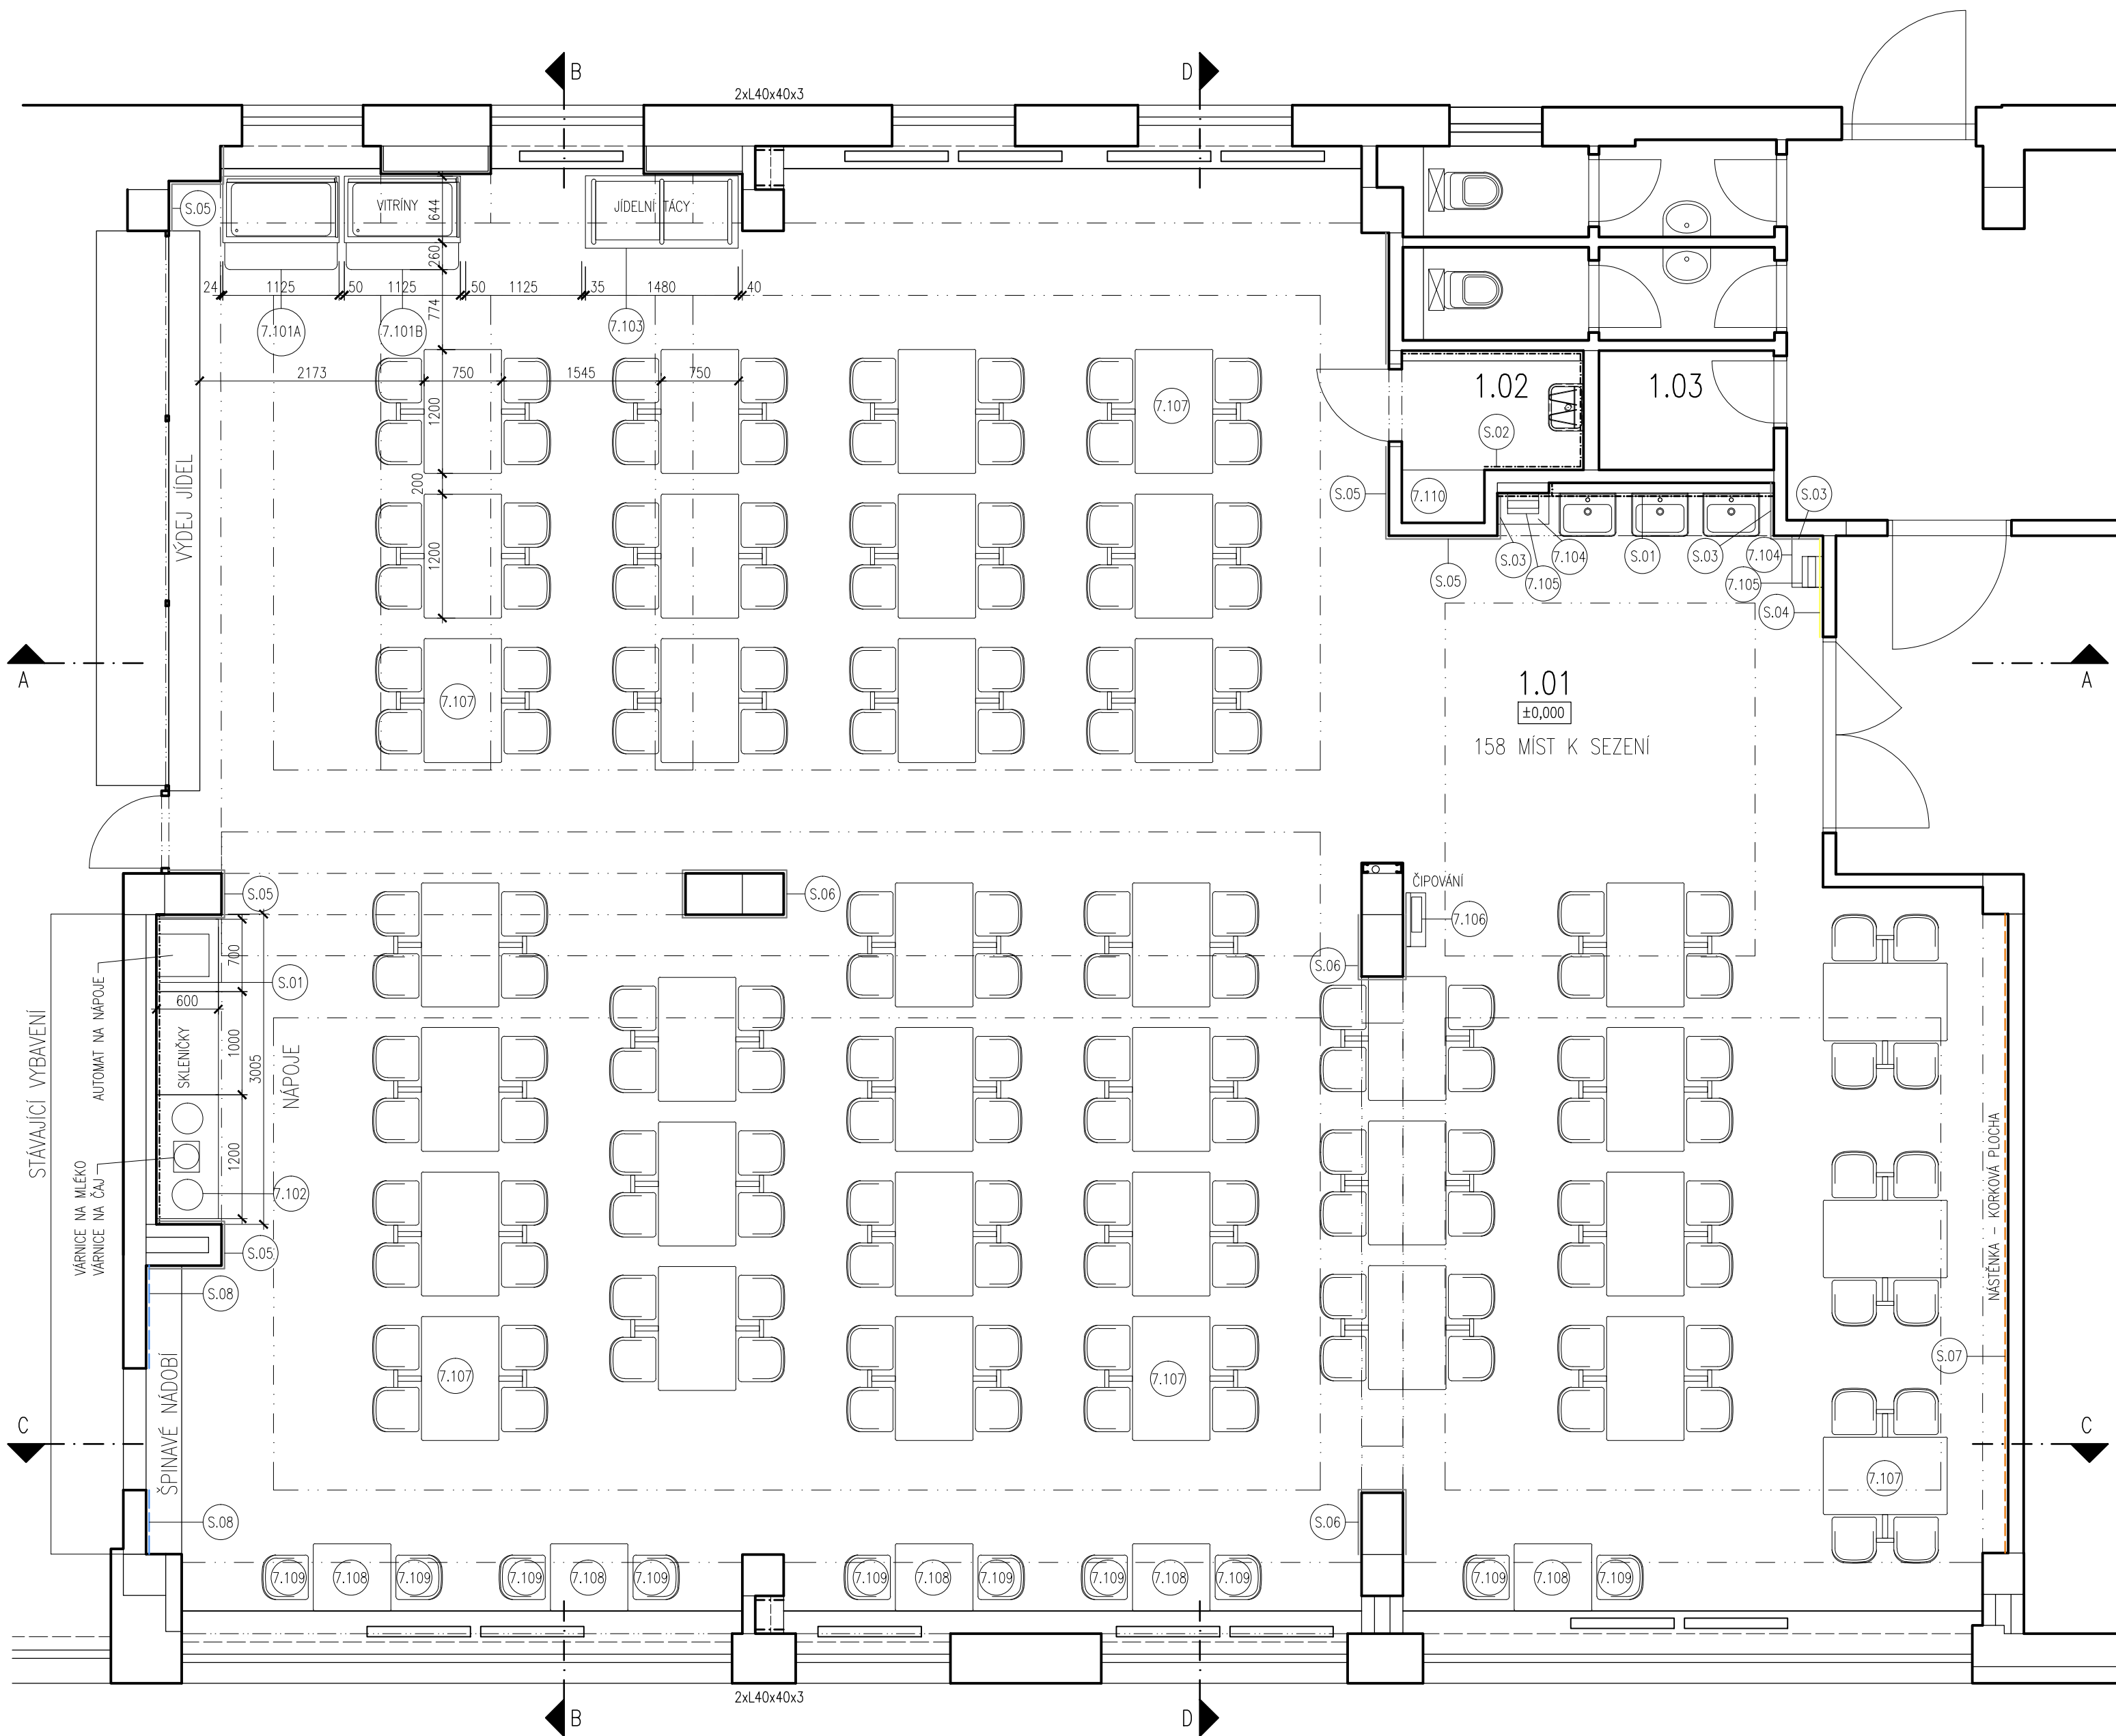 B
D
2xL40x40x3
S.05
VITRÍNY
644
JÍDELNÍ TÁCY
260
24
1125
50
1125
50
1125
35
1480
40
774
7.101A
7.101B
7.103
2173
750
1545
750
1200
7.107
1.02
1.03
S.02
VÝDEJ JÍDEL
200
S.05
7.110
S.03
1200
S.03
7.104
S.01
S.03
7.104
S.05
7.105
7.105
S.04
A
A
7.107
1.01
±0,000
158 MÍST K SEZENÍ
S.05
S.06
ČIPOVÁNÍ
7.106
700
S.06
S.01
AUTOMAT NA NÁPOJE
600
SKLENIČKY
1000
3005
NÁPOJE
STÁVAJÍCÍ VYBAVENÍ
1200
VÁRNICE NA MLÉKO
VÁRNICE NA ČAJ
7.102
NÁSTĚNKA – KORKOVÁ PLOCHA
S.05
S.08
S.07
7.107
7.107
ŠPINAVÉ NÁDOBÍ
C
C
7.107
S.08
S.06
7.109
7.108
7.109
7.109
7.108
7.109
7.109
7.108
7.109
7.109
7.108
7.109
7.109
7.108
7.109
2xL40x40x3
B
D